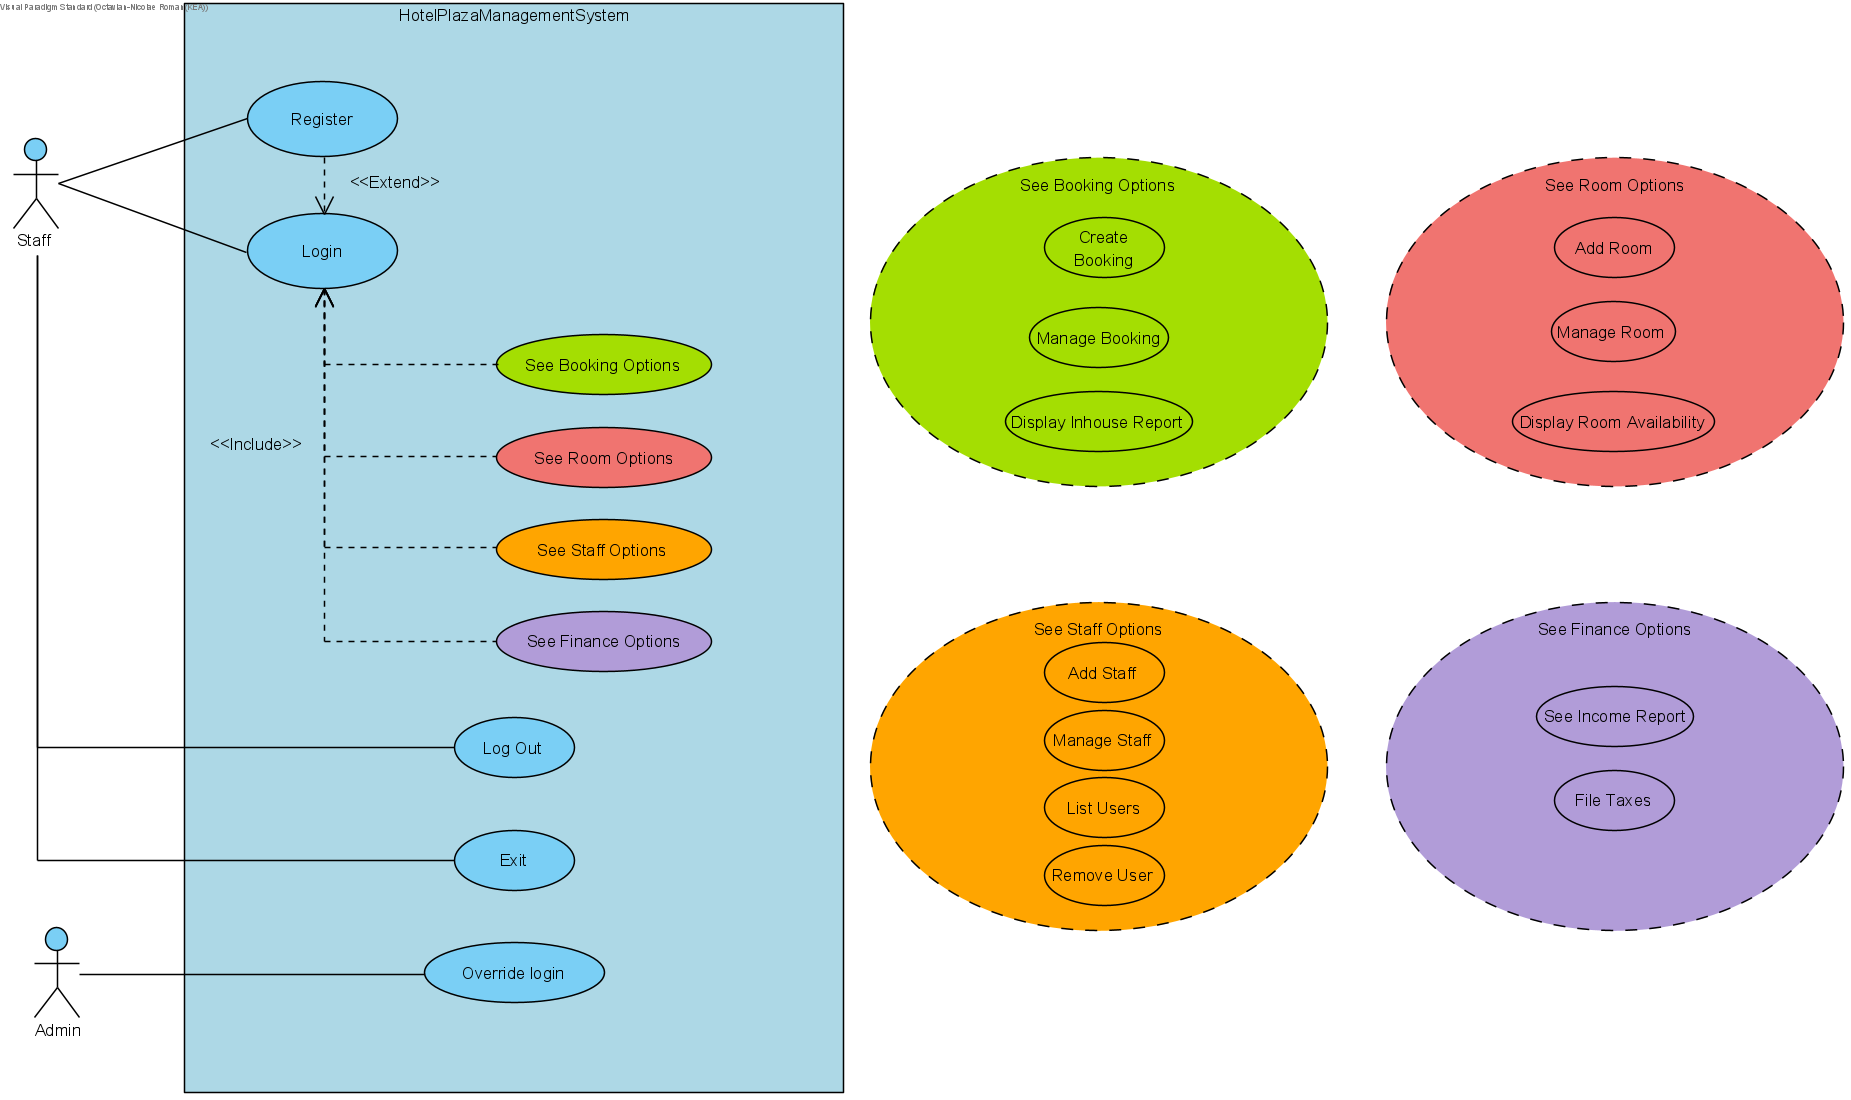 Visual Paradigm Standard (Octavian-Nicolae Roman(KEA))
HotelPlazaManagementSystem
Register
<<Extend>>
Login
Staff
See Booking Options
<<Include>>
See Room Options
See Staff Options
See Finance Options
Log Out
Exit
Override login
Admin
See Booking Options
Create
Booking
Manage Booking
Display Inhouse Report
See Room Options
Add Room
Manage Room
Display Room Availability
See Staff Options
Add Staff
Manage Staff
List Users
Remove User
See Finance Options
See Income Report
File Taxes